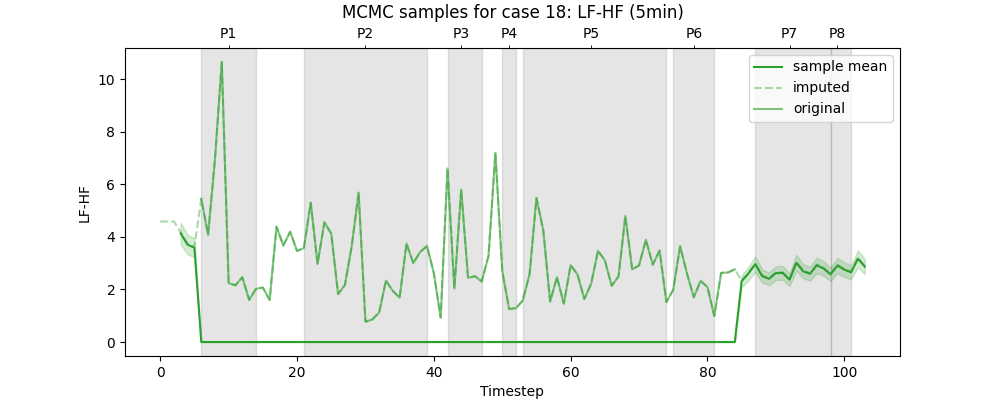 MCMC samples for case 18: LF-HF (5min)
P1 P2 P3 P4 P5 P6 P7 P8
sample mean
imputed
original
LF-HF
10
8
6
4
2
0
0 20 40 60 80 100
Timestep